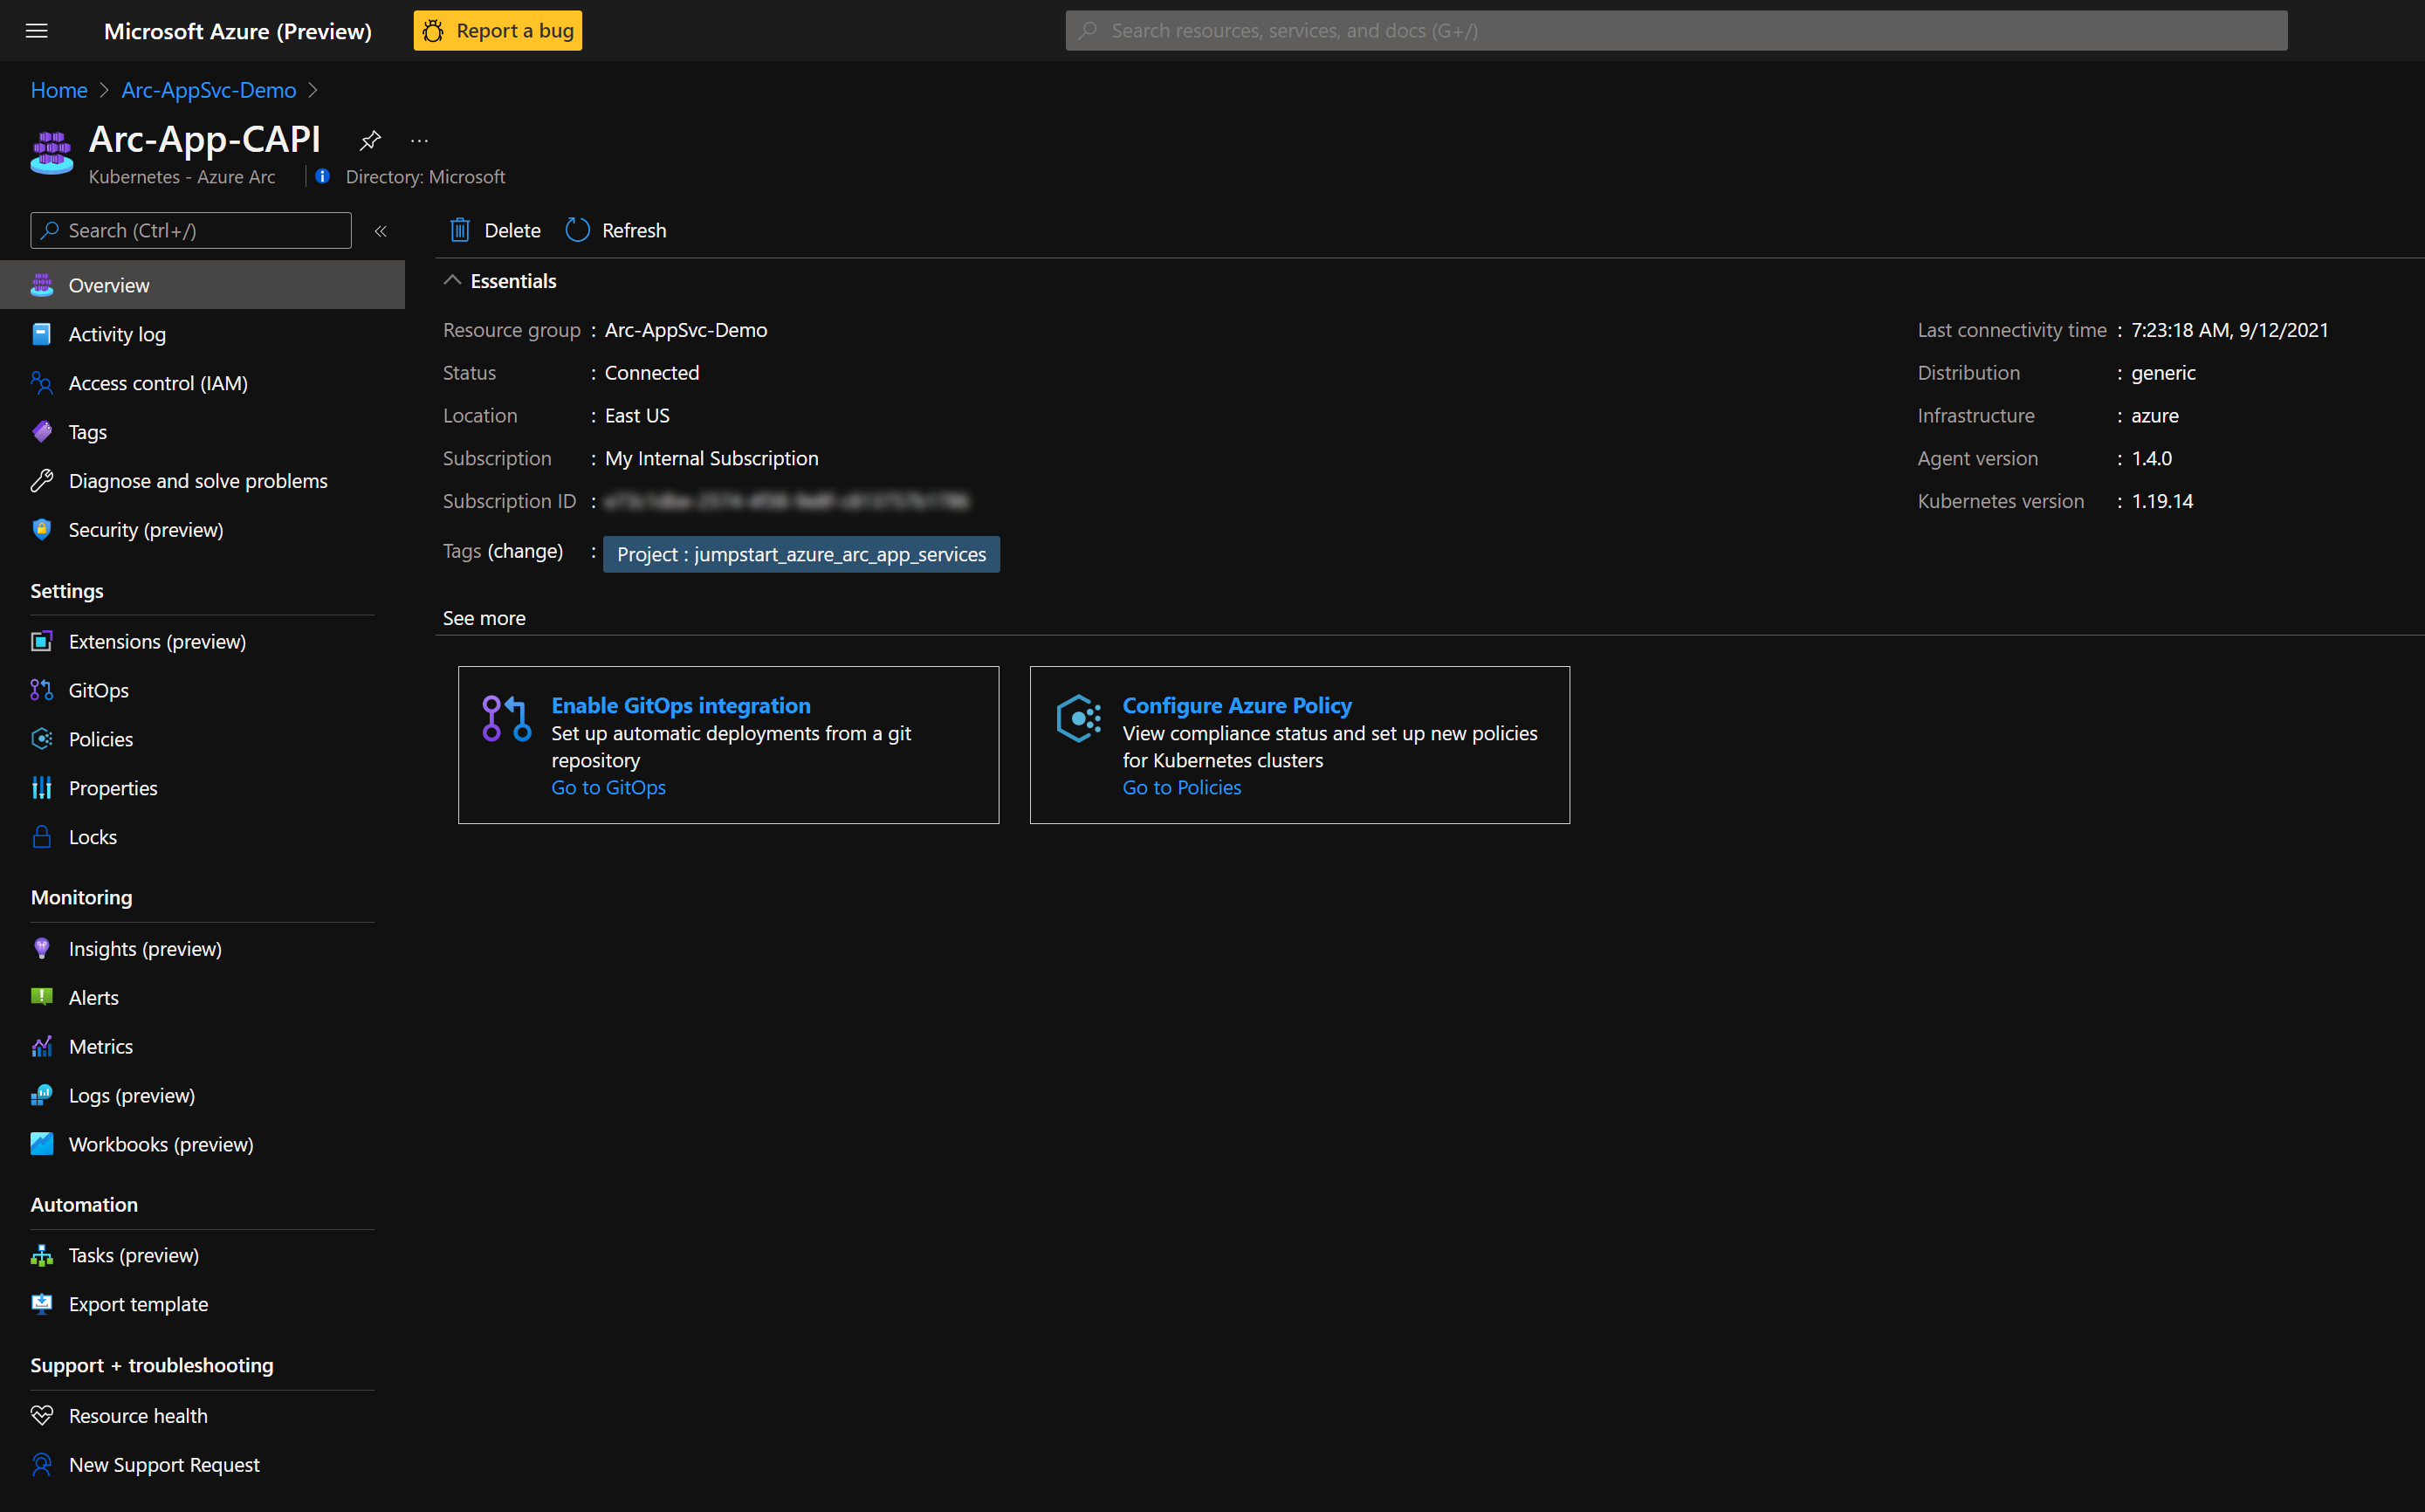 Microsoft Azure (Preview)
Report a bug
Search resources, services, and docs (G+/)
Home
Arc-AppSvc-Demo
Arc-App-CAPI
...
Kubernetes - Azure Arc
Directory: Microsoft
Search (Ctrl+/)
«
Delete
Refresh
Overview
Activity log
Access control (IAM)
Tags
Diagnose and solve problems
Security (preview)
Settings
Extensions (preview)
GitOps
Policies
Properties
Locks
Monitoring
Insights (preview)
Alerts
Metrics
Logs (preview)
Workbooks (preview)
Automation
Tasks (preview)
Export template
Support + troubleshooting
Resource health
New Support Request
Essentials
Resource group : Arc-AppSvc-Demo
Status : Connected
Location : East US
Subscription : My Internal Subscription
Subscription ID :
Tags (change) : Project : jumpstart_azure_arc_app_services
See more
Last connectivity time : 7:23:18 AM, 9/12/2021
Distribution : generic
Infrastructure : azure
Agent version : 1.4.0
Kubernetes version : 1.19.14
Enable GitOps integration
Set up automatic deployments from a git
repository
Go to GitOps
Configure Azure Policy
View compliance status and set up new policies
for Kubernetes clusters
Go to Policies